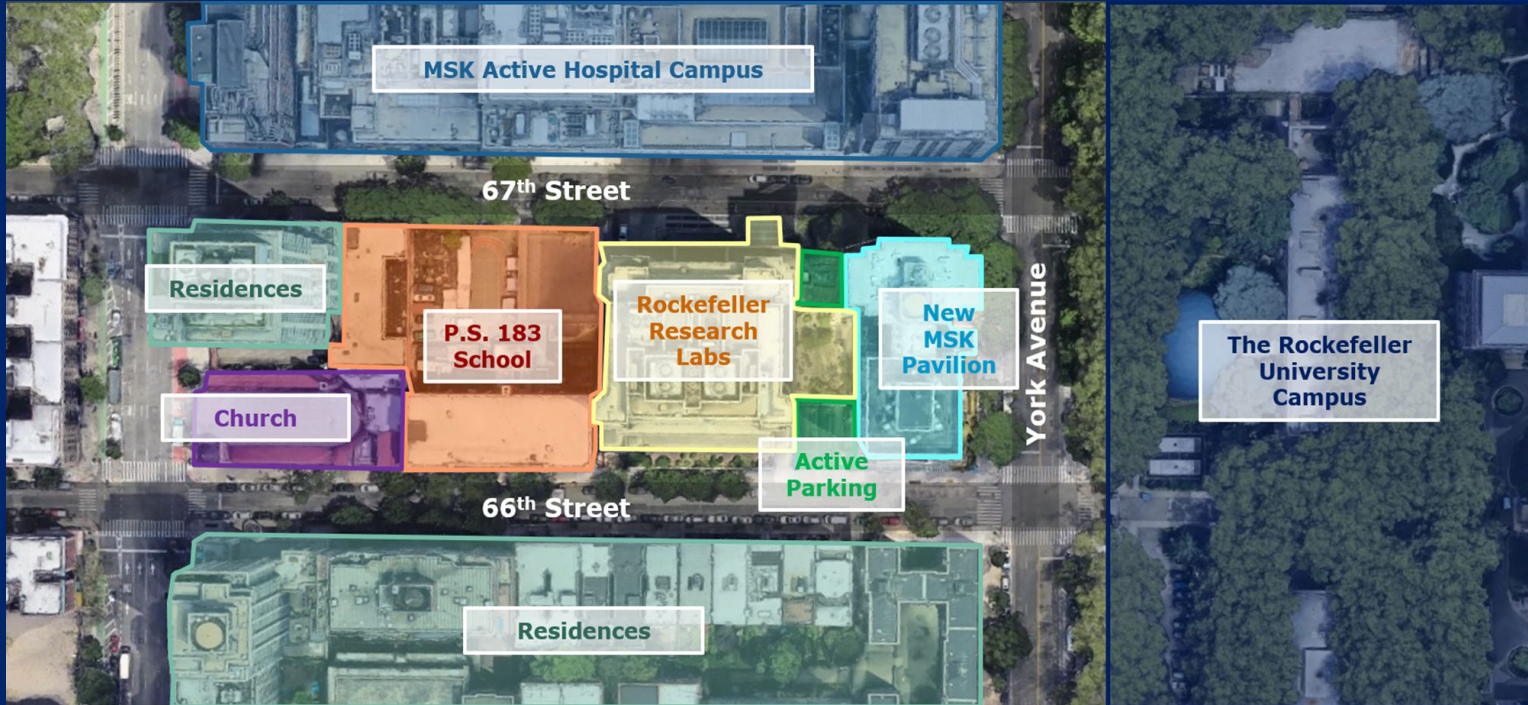 MSK Active Hospital Campus
67th Street
Residences
P.S. 183
School
Rockefeller
Research
Labs
New
MSK
Pavilion
York Avenue
The Rockefeller
University
Campus
Church
Active
Parking
66th Street
Residences